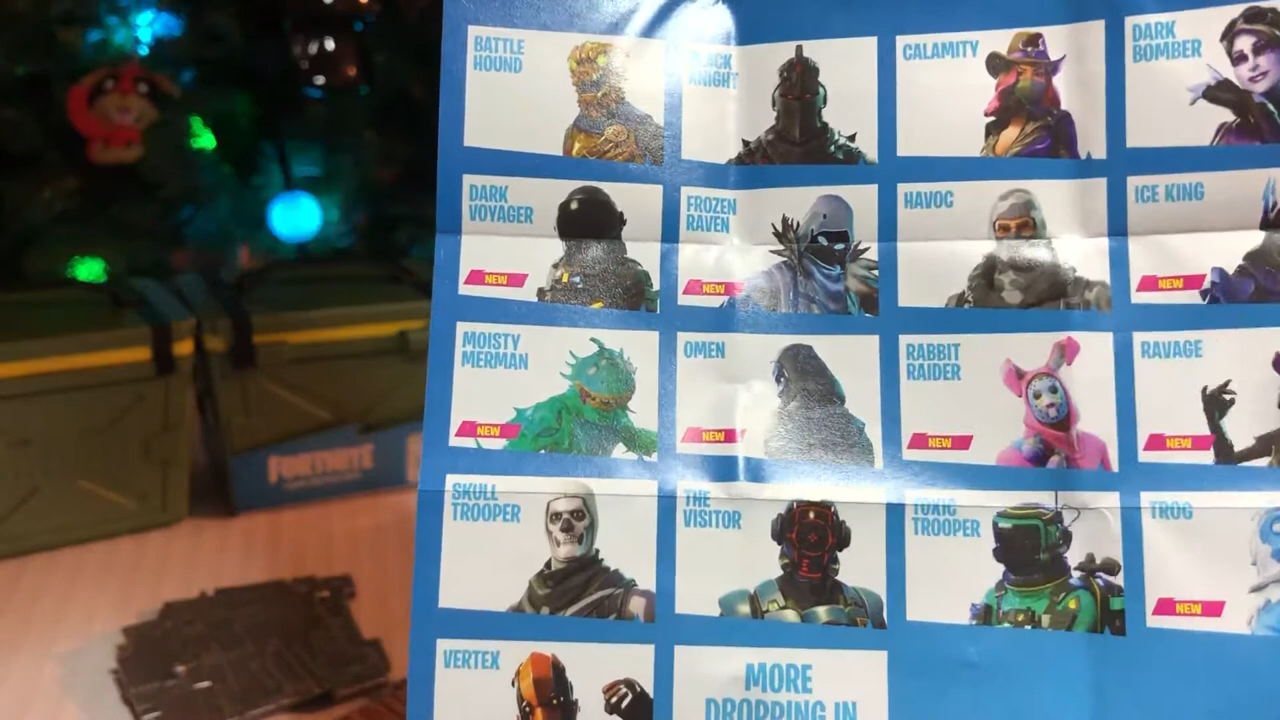 BATTLE
HOUND
BLACK
KNIGHT
CALAMITY
DARK
BOMBER
DARK
VOYAGER
NEW
FROZEN
RAVEN
NEW
HAVOC
ICE KING
NEW
MOISTY
MERMAN
NEW
OMEN
NEW
RABBIT
RAIDER
NEW
RAVAGE
NEW
SKULL
TROOPER
THE
VISITOR
TOXIC
TROOPER
TROG
NEW
VERTEX
MORE
DROPPING IN
FORTNITE